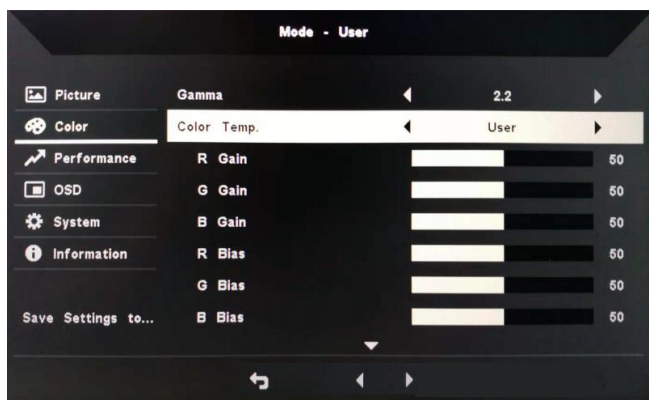 Mode - User
Picture
Gamma 2.2
Color
Color Temp. User
Performance
R Gain 50
OSD
G Gain 50
System
B Gain 50
Information
R Bias 50
G Bias 50
Save Settings to...
B Bias 50